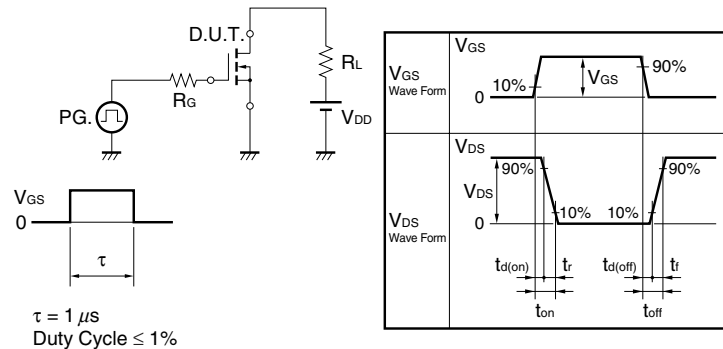 D.U.T.
RL
RG
PG.
VDD
VGS
0
τ
τ = 1 μs
Duty Cycle ≤ 1%
VGS
Wave Form
VGS
VGS
10%
90%
0
VDS
Wave Form
VDS
90%
90%
VDS
10%
10%
0
td(on)
tr
td(off)
tf
ton
toff